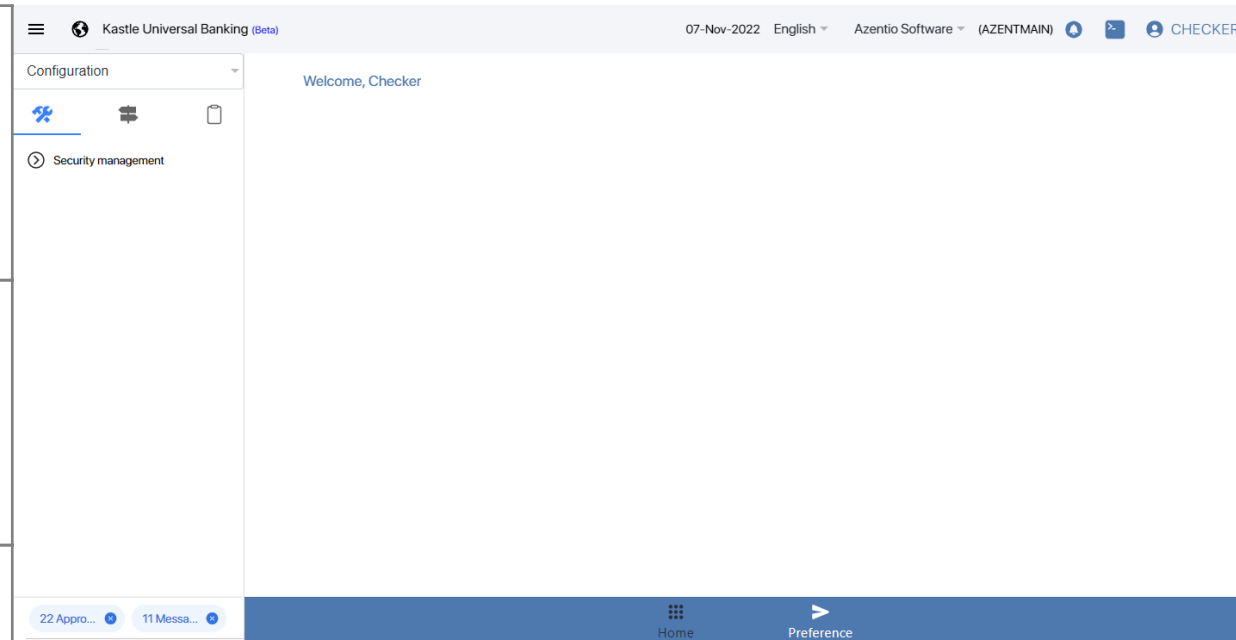 Kastle Universal Banking (Beta)
07-Nov-2022 English Azentio Software (AZENTMAIN) CHECKER
Configuration
Welcome, Checker
Security management
22 Appro... 11 Messa...
Home Preference